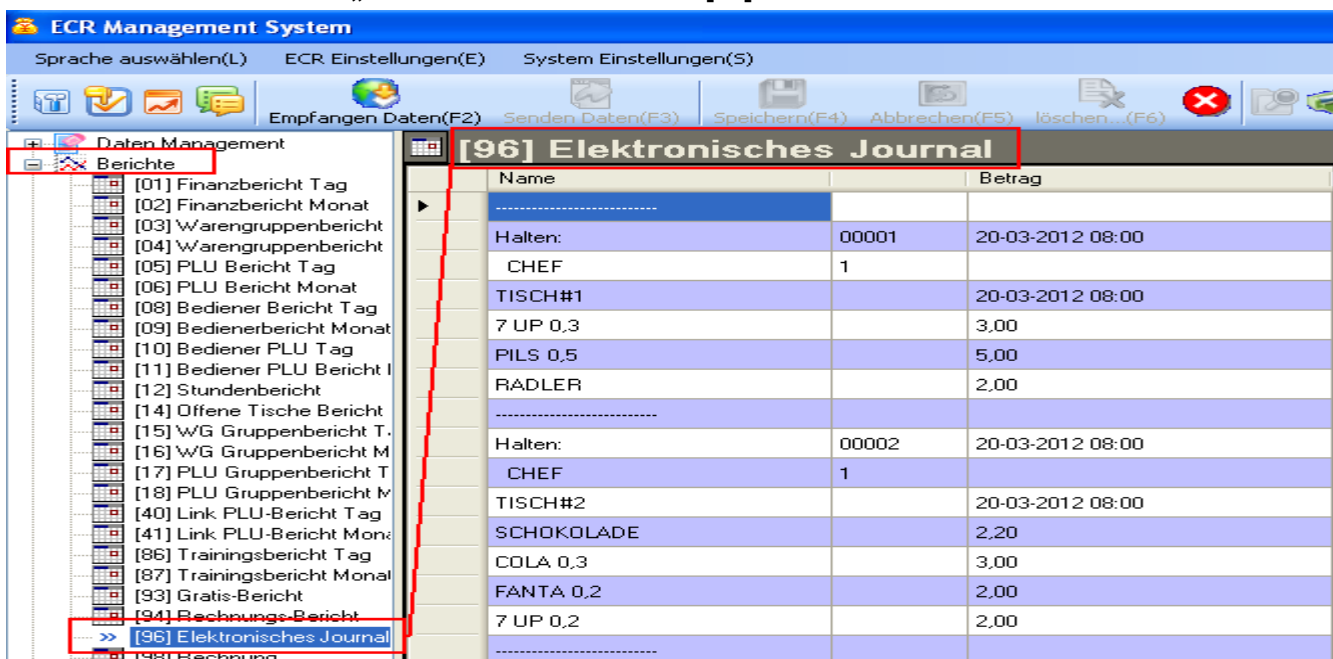 ECR Management System
Sprache auswählen(L) ECR Einstellungen(E) System Einstellungen(S)
Empfangen Daten(F2) Senden Daten(F3) Speichern(F4) Abbrechen(F5) löschen...(F6)
Daten Management
Berichte
[01] Finanzbericht Tag
[02] Finanzbericht Monat
[03] Warengruppenbericht
[04] Warengruppenbericht
[05] PLU Bericht Tag
[06] PLU Bericht Monat
[08] Bediener Bericht Tag
[09] Bedienerbericht Monat
[10] Bediener PLU Tag
[11] Bediener PLU Bericht
[12] Stundenbericht
[14] Offene Tische Bericht
[15] WG Gruppenbericht T
[16] WG Gruppenbericht M
[17] PLU Gruppenbericht T
[18] PLU Gruppenbericht M
[40] Link PLU-Bericht Tag
[41] Link PLU-Bericht Mona
[86] Trainingsbericht Tag
[87] Trainingsbericht Monat
[93] Gratis-Bericht
[94] Rechnungs-Bericht
[96] Elektronisches Journal
[98] Rechnung
[96] Elektronisches Journal
Name Betrag
---------------------------
Halten: 00001 20-03-2012 08:00
CHEF 1
TISCH#1 20-03-2012 08:00
7 UP 0,3 3,00
PILS 0,5 5,00
RADLER 2,00
---------------------------
Halten: 00002 20-03-2012 08:00
CHEF 1
TISCH#2 20-03-2012 08:00
SCHOKOLADE 2,20
COLA 0,3 3,00
FANTA 0,2 2,00
7 UP 0,2 2,00
---------------------------